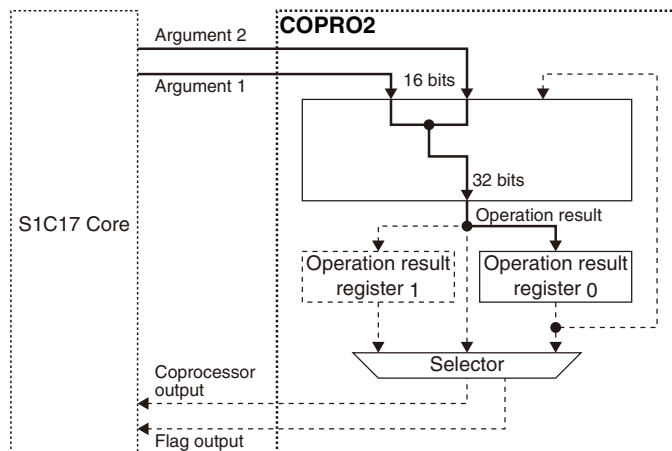 COPRO2
Argument 2
Argument 1
16 bits
32 bits
S1C17 Core
Operation result
Operation result
register 1
Operation result
register 0
Selector
Coprocessor
output
Flag output